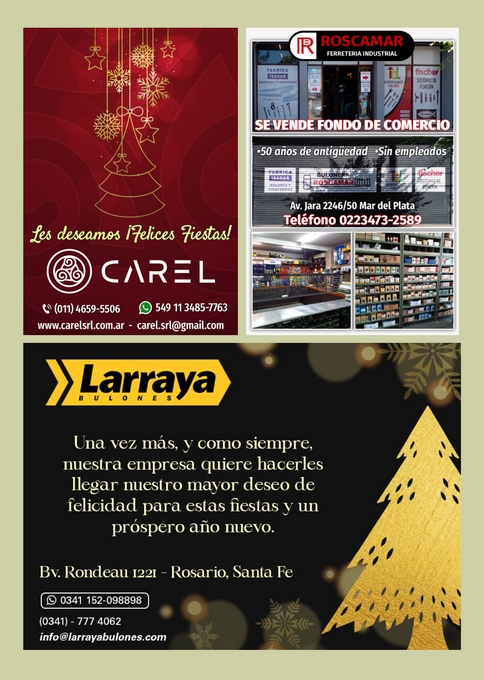 Les deseamos ¡Felices Fiestas!
CAREL
(011) 4659-5506
549 11 3485-7763
www.carelsrl.com.ar - carel.srl@gmail.com
ROSCAMAR
FERRETERIA INDUSTRIAL
FABRICA
fischer
SE VENDE FONDO DE COMERCIO
•50 años de antigüedad •Sin empleados
FABRICA
ROSCAMAR
Av. Jara 2246/50 Mar del Plata
Teléfono 0223473-2589
Larraya
BULONES
Una vez más, y como siempre,
nuestra empresa quiere hacerles
llegar nuestro mayor deseo de
felicidad para estas fiestas y un
próspero año nuevo.
Bv. Rondeau 1221 - Rosario, Santa Fe
0341 152-098898
(0341) - 777 4062
info@larrayabulones.com